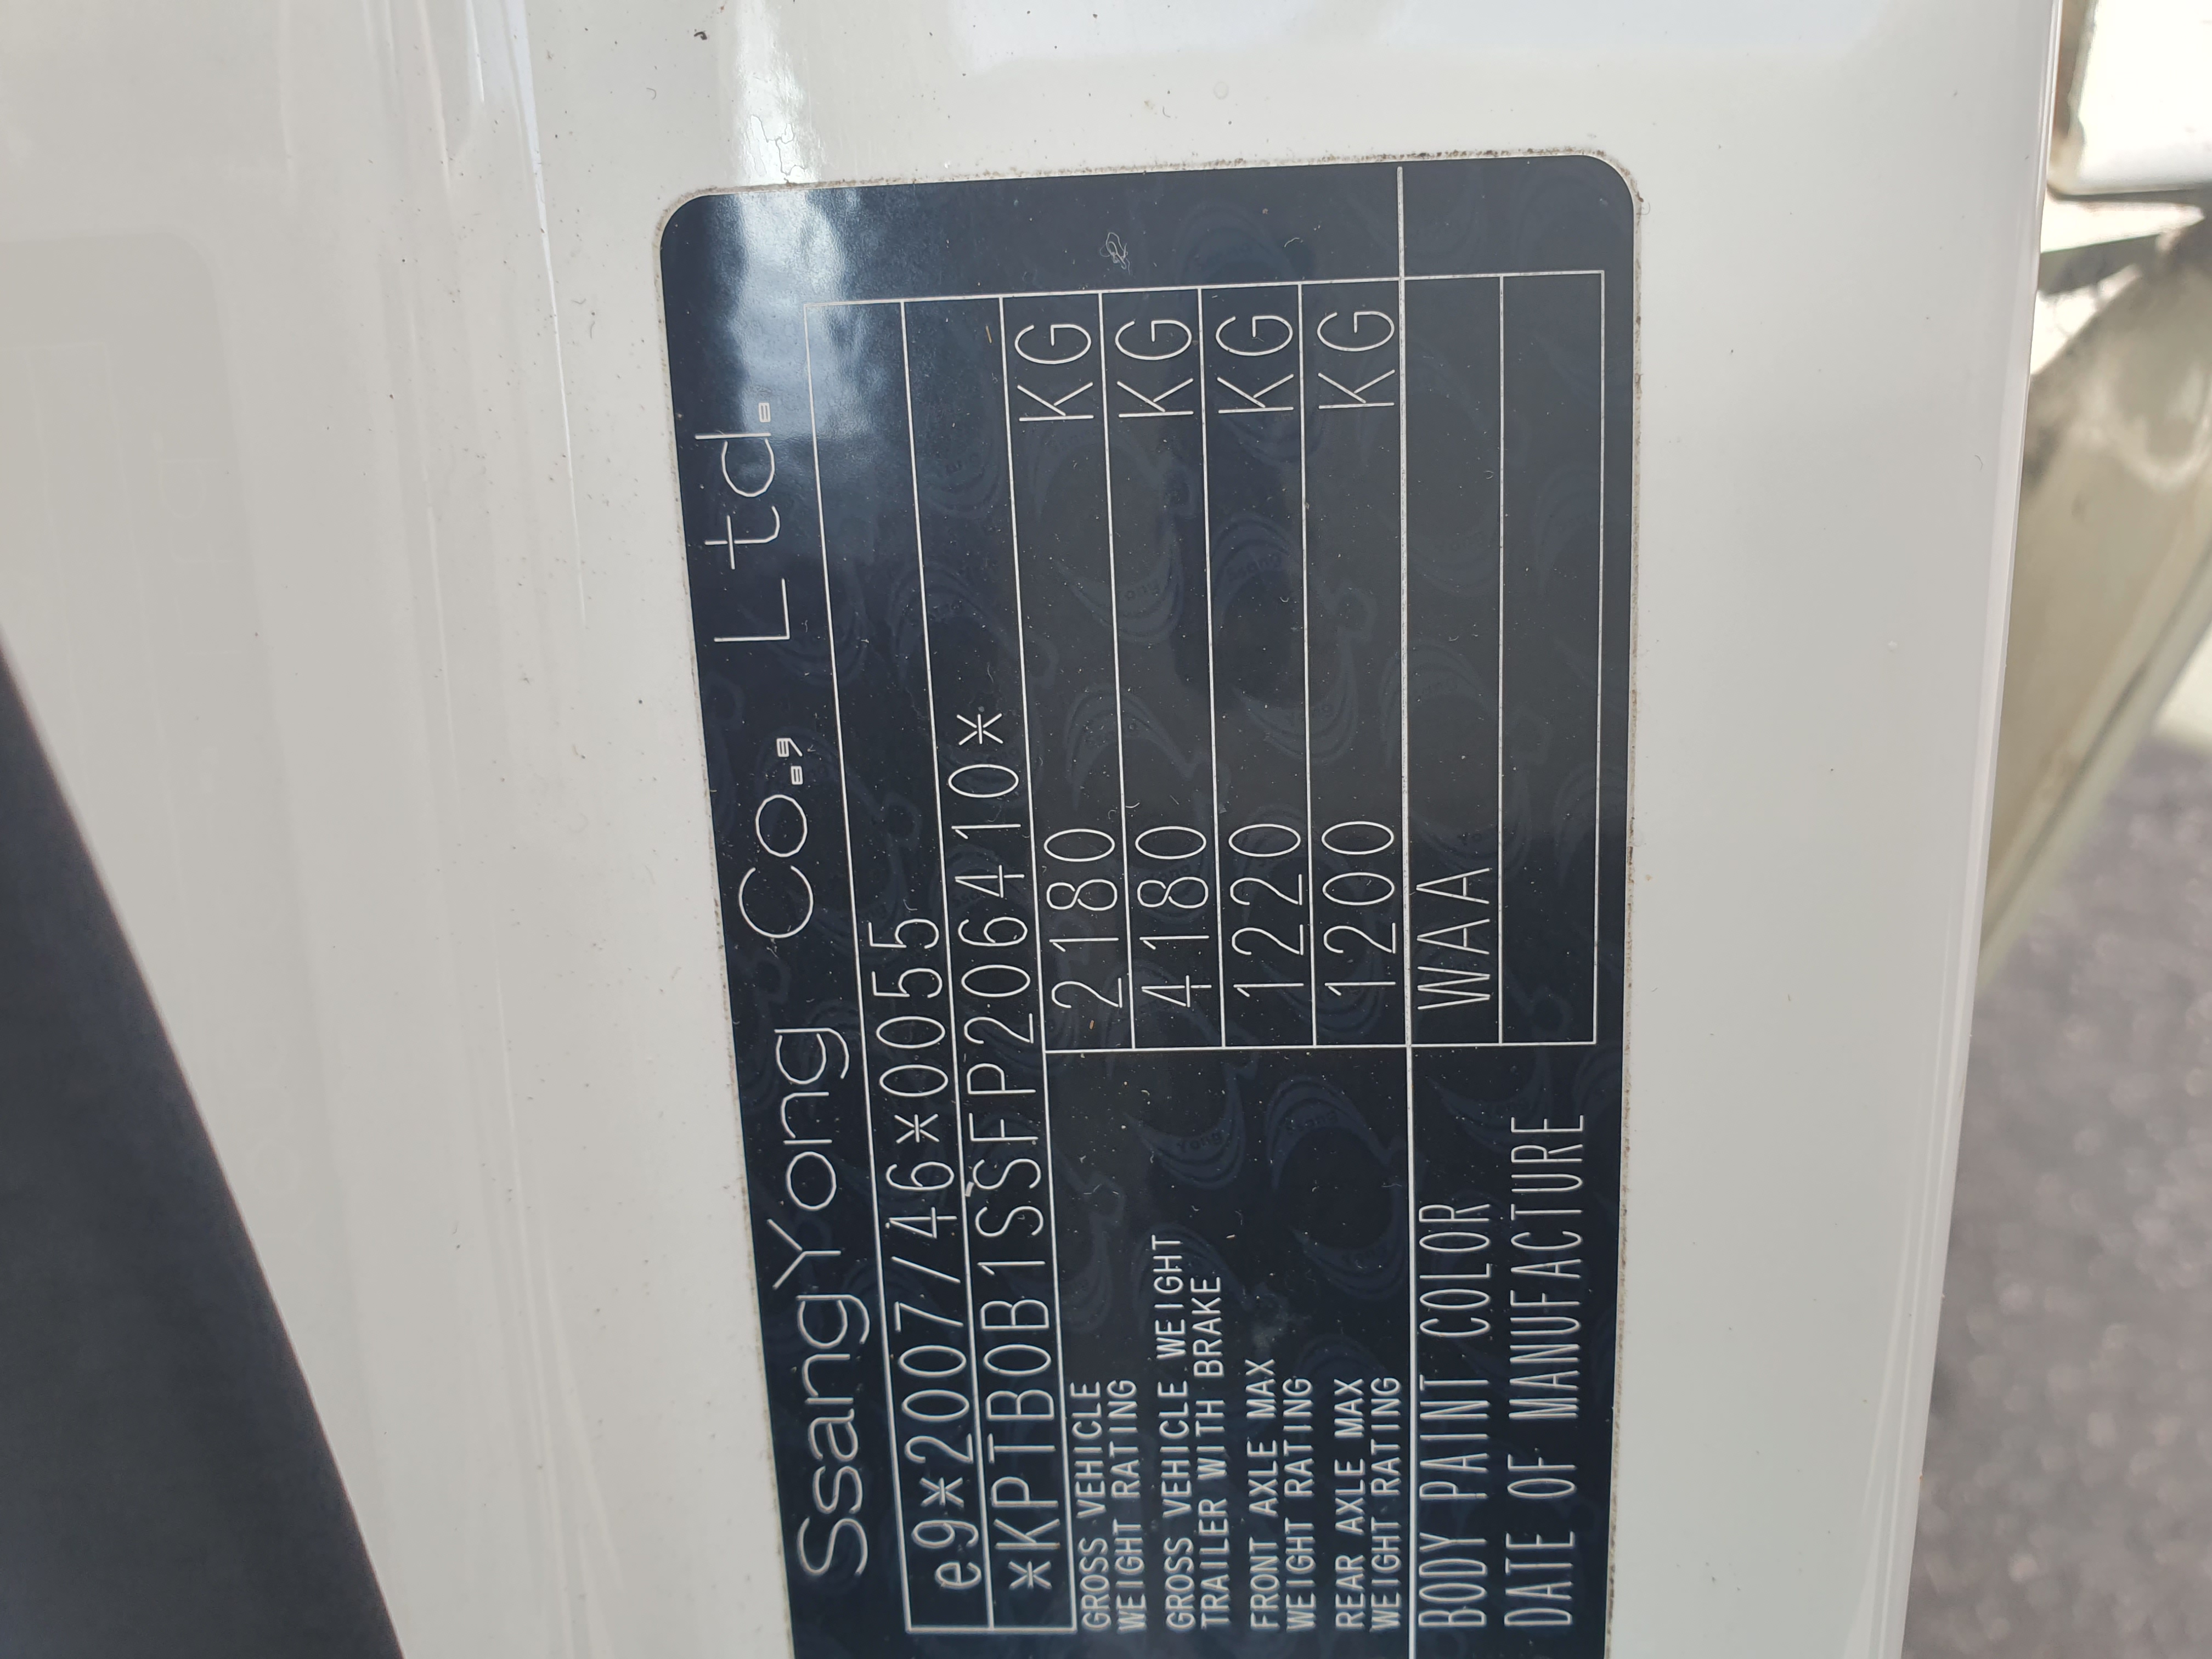 SsangYong Co., Ltd.
e9*2007/46*0055
*KPTB0B1SSFP206410*
GROSS VEHICLE
WEIGHT RATING
2180 KG
GROSS VEHICLE WEIGHT
TRAILER WITH BRAKE
4180 KG
FRONT AXLE MAX
WEIGHT RATING
1220 KG
REAR AXLE MAX
WEIGHT RATING
1200 KG
BODY PAINT COLOR WAA
DATE OF MANUFACTURE